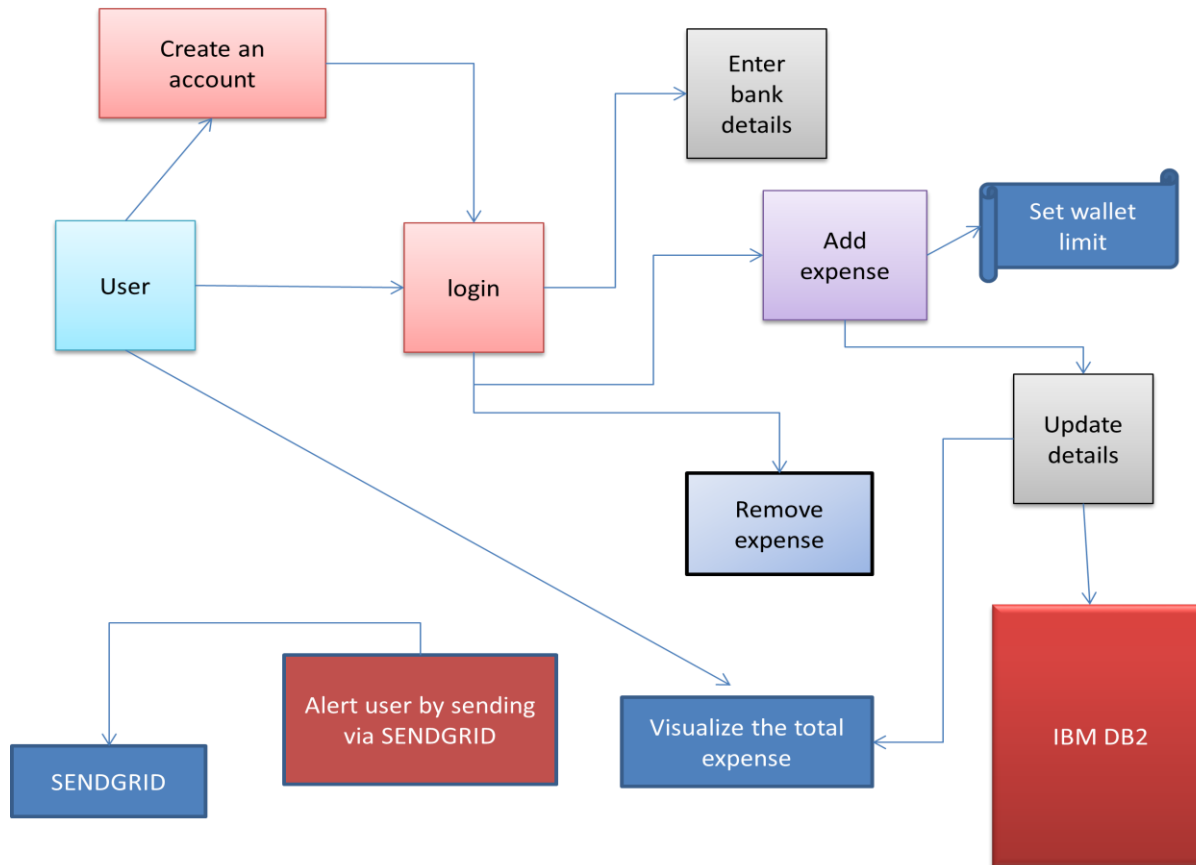 Create an
account
Enter
bank
details
Set wallet
limit
Add
expense
User
login
Update
details
Remove
expense
Alert user by sending
via SENDGRID
Visualize the total
expense
IBM DB2
SENDGRID